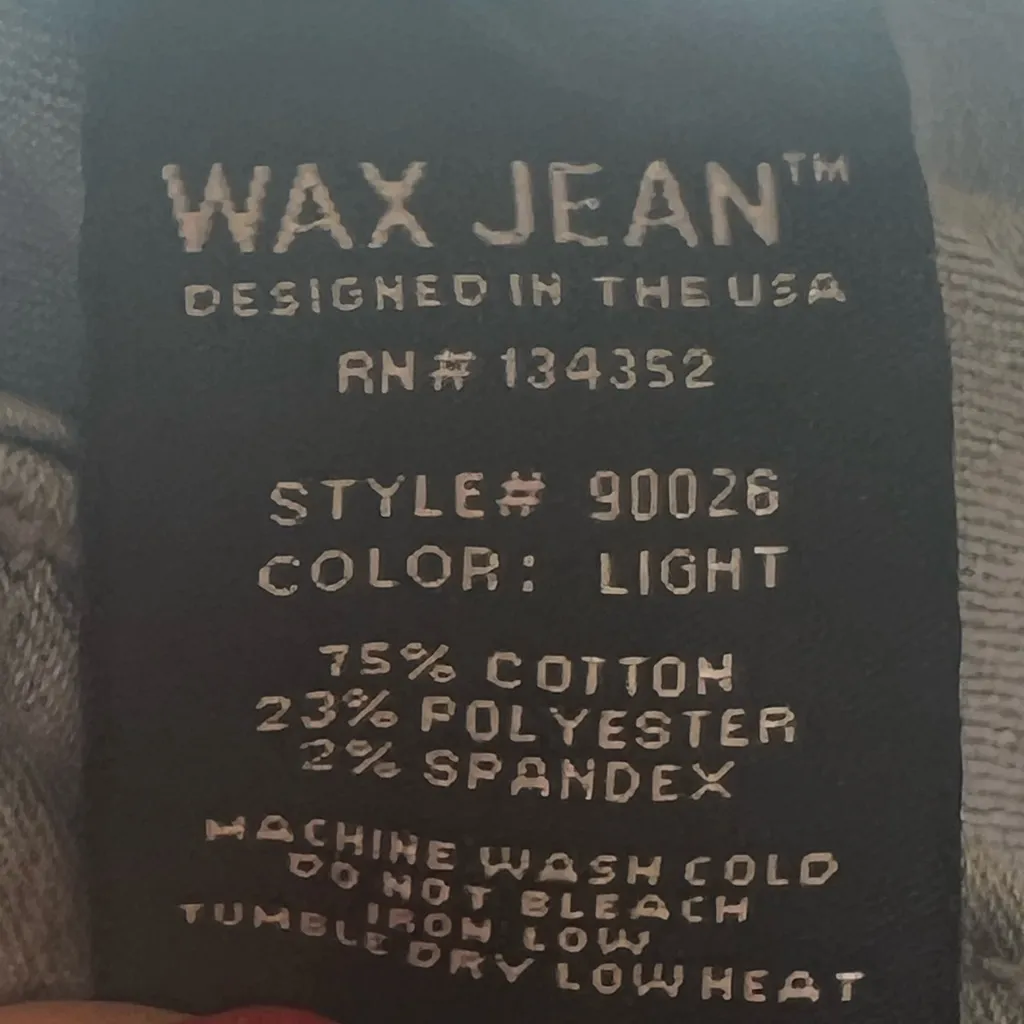 WAX JEAN™
DESIGNED IN THE USA
RN# 134352
STYLE# 90026
COLOR: LIGHT
75% COTTON
23% POLYESTER
2% SPANDEX
MACHINE WASH COLD
DO NOT BLEACH
IRON LOW
TUMBLE DRY LOW HEAT